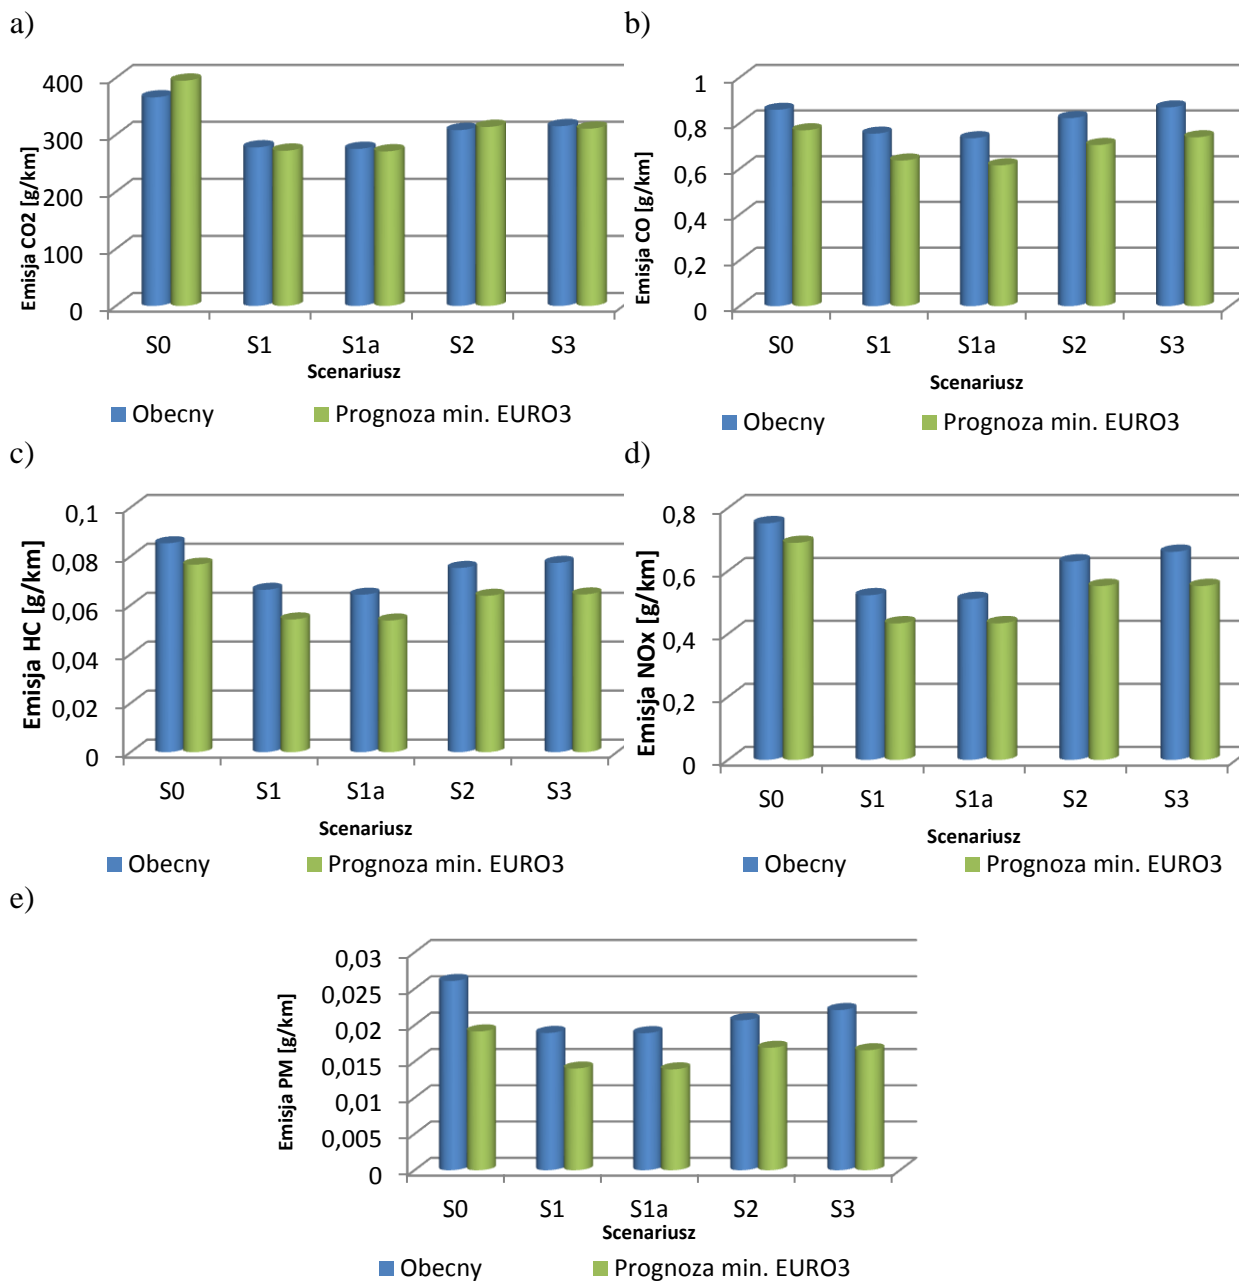 a)
400
300
200
100
0
Emisja CO2 [g/km]
S0 S1 S1a S2 S3
Scenariusz
Obecny Prognoza min. EURO3
b)
1
0,8
0,6
0,4
0,2
0
Emisja CO [g/km]
S0 S1 S1a S2 S3
Scenariusz
Obecny Prognoza min. EURO3
c)
0,1
0,08
0,06
0,04
0,02
0
Emisja HC [g/km]
S0 S1 S1a S2 S3
Scenariusz
Obecny Prognoza min. EURO3
d)
0,8
0,6
0,4
0,2
0
Emisja NOx [g/km]
S0 S1 S1a S2 S3
Scenariusz
Obecny Prognoza min. EURO3
e)
0,03
0,025
0,02
0,015
0,01
0,005
0
Emisja PM [g/km]
S0 S1 S1a S2 S3
Scenariusz
Obecny Prognoza min. EURO3